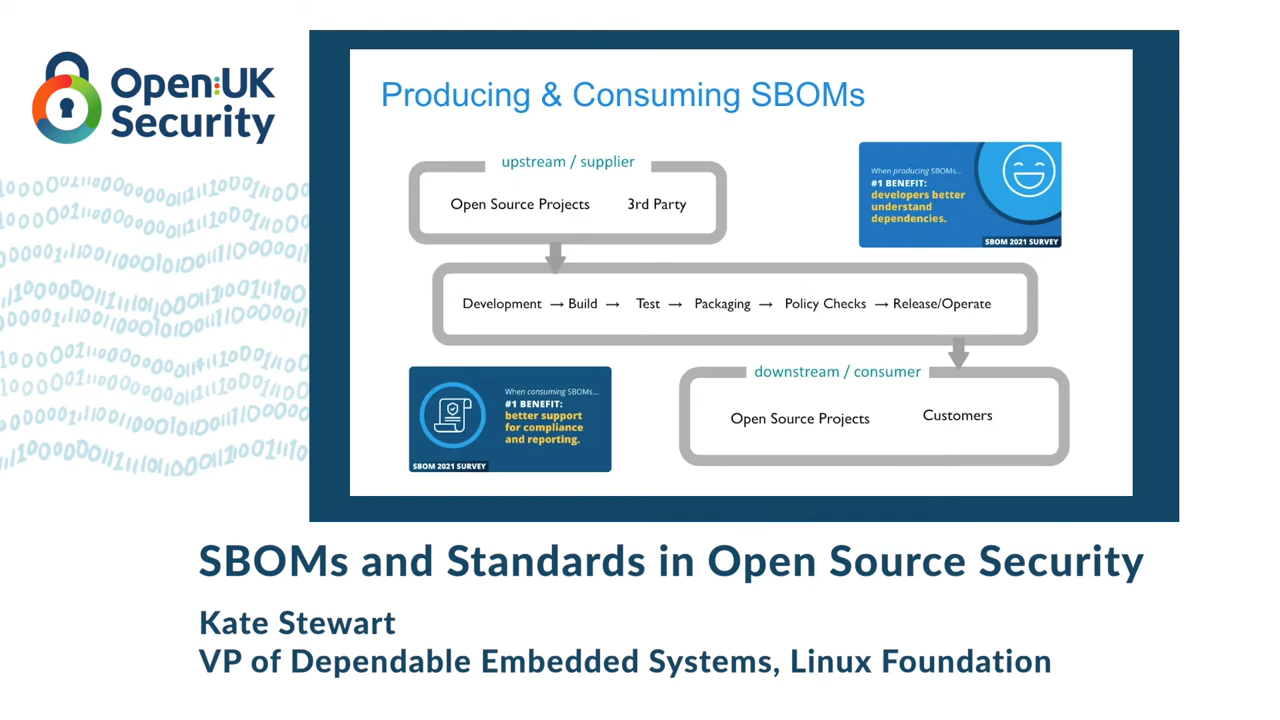 Open:UK
Security
Producing & Consuming SBOMs
upstream / supplier
Open Source Projects
3rd Party
When producing SBOMs...
#1 BENEFIT:
developers better
understand
dependencies.
SBOM 2021 SURVEY
Development → Build → Test → Packaging → Policy Checks → Release/Operate
When consuming SBOMs...
#1 BENEFIT:
better support
for compliance
and reporting.
SBOM 2021 SURVEY
downstream / consumer
Open Source Projects
Customers
SBOMs and Standards in Open Source Security
Kate Stewart
VP of Dependable Embedded Systems, Linux Foundation